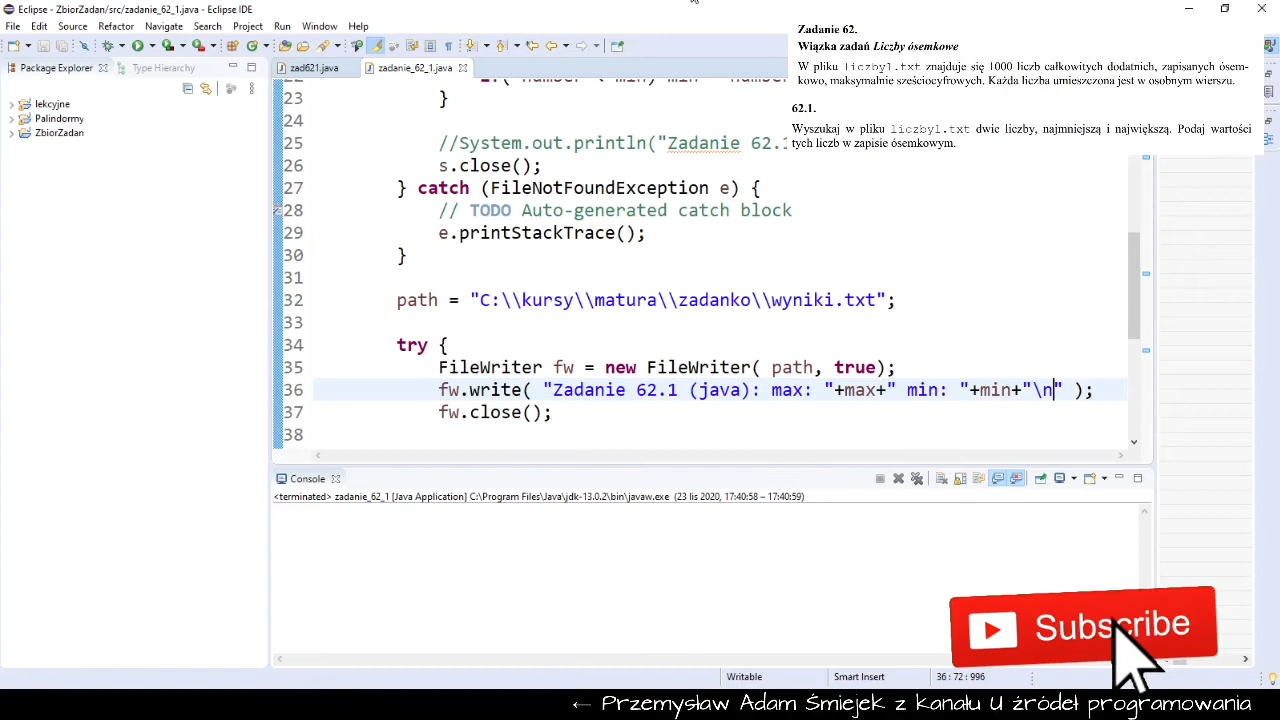 Eclipse - ZbiorZadan/src/zadanie_62_1.java - Eclipse IDE
File Edit Source Refactor Navigate Search Project Run Window Help
Zadanie 62.
Wiązka zadań Liczby ósemkowe
W pliku liczby1.txt znajduje się 1000 liczb całkowitych dodatnich, zapisanych ósem-
kowo, maksymalnie sześciocyfrowych. Każda liczba umieszczona jest w osobnym wierszu.
62.1.
Wyszukaj w pliku liczby1.txt dwie liczby, najmniejszą i największą. Podaj wartości
tych liczb w zapisie ósemkowym.
Package Explorer Type Hierarchy
zad621.java zadanie_62_1.java
lekcyjne
Palindormy
ZbiorZadan
23 }
24
25 //System.out.println("Zadanie 62.1
26 s.close();
27 } catch (FileNotFoundException e) {
28 // TODO Auto-generated catch block
29 e.printStackTrace();
30 }
31
32 path = "C:\\kursy\\matura\\zadanko\\wyniki.txt";
33
34 try {
35 FileWriter fw = new FileWriter( path, true);
36 fw.write( "Zadanie 62.1 (java): max: "+max+" min: "+min+"\n" );
37 fw.close();
38
Console
<terminated> zadanie_62_1 [Java Application] C:\Program Files\Java\jdk-13.0.2\bin\javaw.exe (23 lis 2020, 17:40:58 – 17:40:59)
Subscribe
Writable Smart Insert 36 : 72 : 996
← Przemysław Adam Śmiejek z kanału U źródeł programowania